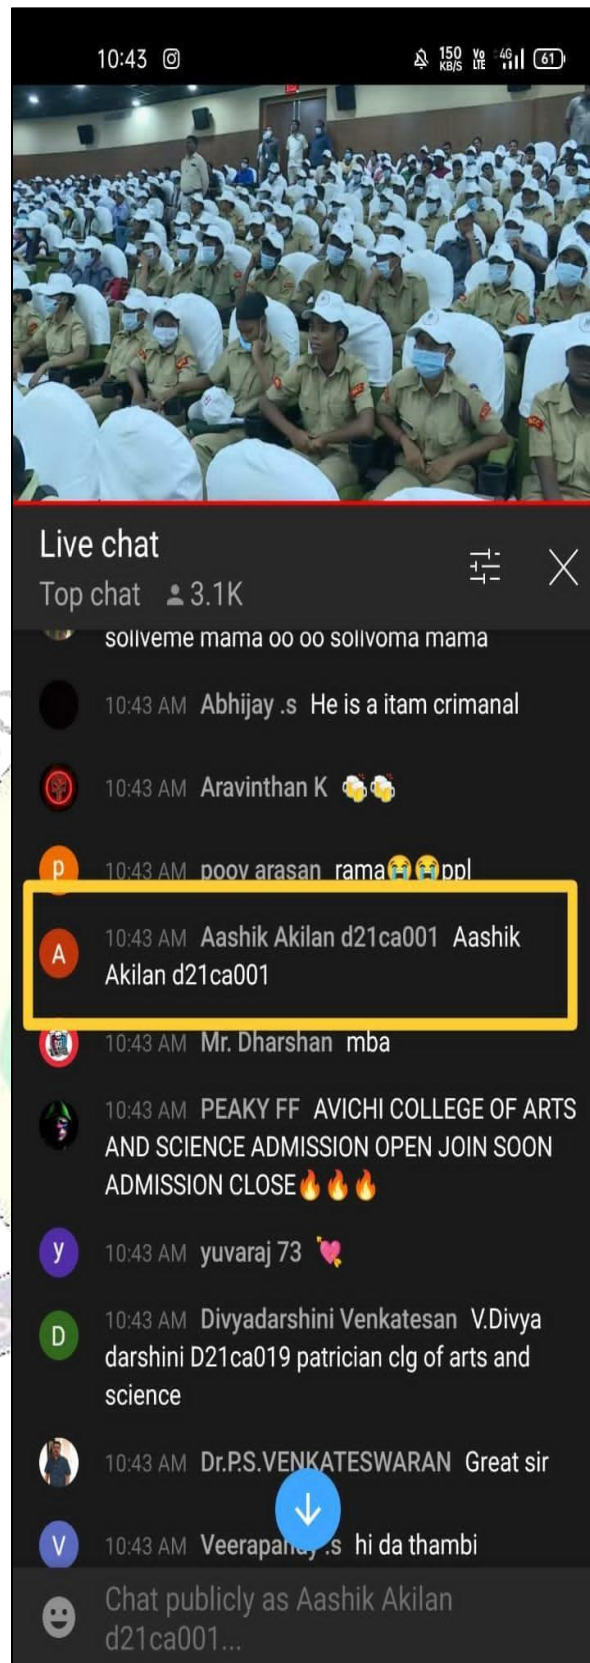 10:43 150 KB/S Vo LTE 4G 61
Live chat
Top chat 3.1K
sollveme mama oo oo sollvoma mama
10:43 AM Abhijay .s He is a itam crimanal
10:43 AM Aravinthan K 🍻🍻
10:43 AM poov arasan rama😭😭ppl
A 10:43 AM Aashik Akilan d21ca001 Aashik
Akilan d21ca001
10:43 AM Mr. Dharshan mba
10:43 AM PEAKY FF AVICHI COLLEGE OF ARTS
AND SCIENCE ADMISSION OPEN JOIN SOON
ADMISSION CLOSE🔥🔥🔥
y 10:43 AM yuvaraj 73 💘
D 10:43 AM Divyadarshini Venkatesan V.Divya
darshini D21ca019 patrician clg of arts and
science
10:43 AM Dr.P.S.VENKATESWARAN Great sir
V 10:43 AM .s hi da thambi
Chat publicly as Aashik Akilan
d21ca001...